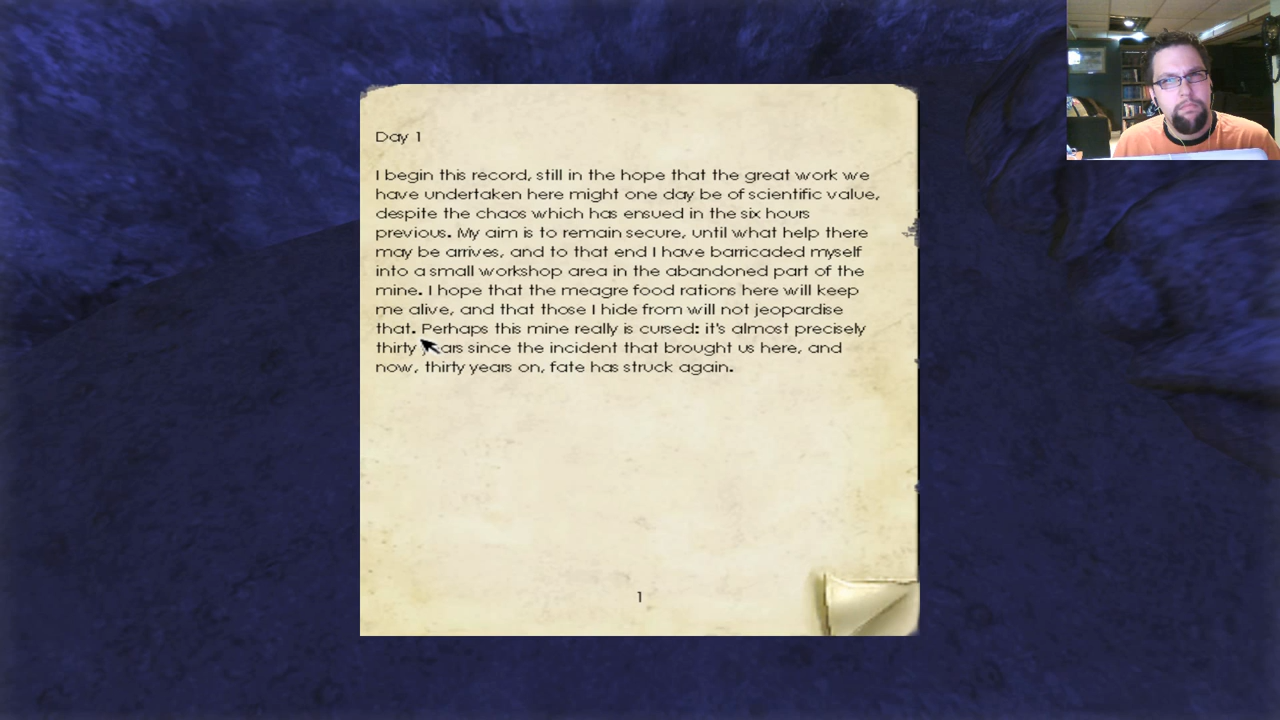 Day 1
I begin this record, still in the hope that the great work we
have undertaken here might one day be of scientific value,
despite the chaos which has ensued in the six hours
previous. My aim is to remain secure, until what help there
may be arrives, and to that end I have barricaded myself
into a small workshop area in the abandoned part of the
mine. I hope that the meagre food rations here will keep
me alive, and that those I hide from will not jeopardise
that. Perhaps this mine really is cursed: it's almost precisely
thirty years since the incident that brought us here, and
now, thirty years on, fate has struck again.
1